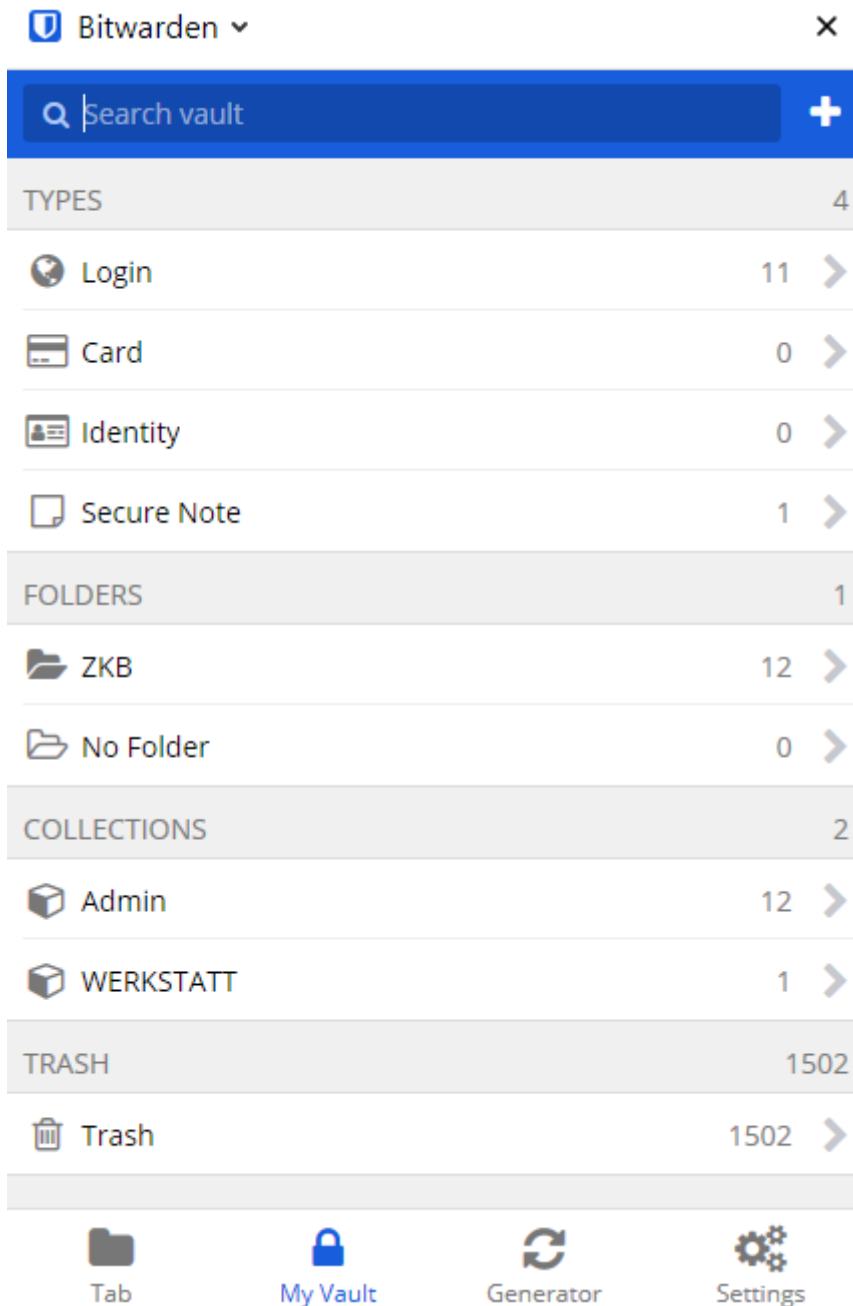 Bitwarden
Search vault
TYPES 4
Login 11
Card 0
Identity 0
Secure Note 1
FOLDERS 1
ZKB 12
No Folder 0
COLLECTIONS 2
Admin 12
WERKSTATT 1
TRASH 1502
Trash 1502
Tab My Vault Generator Settings